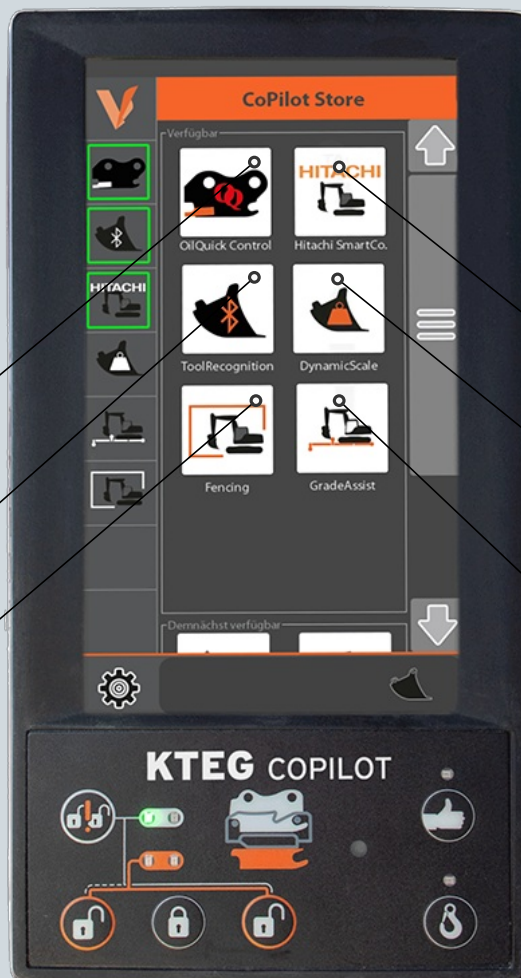 CoPilot Store
Verfügbar
HITACHI
OilQuick Control
Hitachi SmartCo.
HITACHI
ToolRecognition
DynamicScale
Fencing
GradeAssist
Demnächst verfügbar
KTEG COPILOT